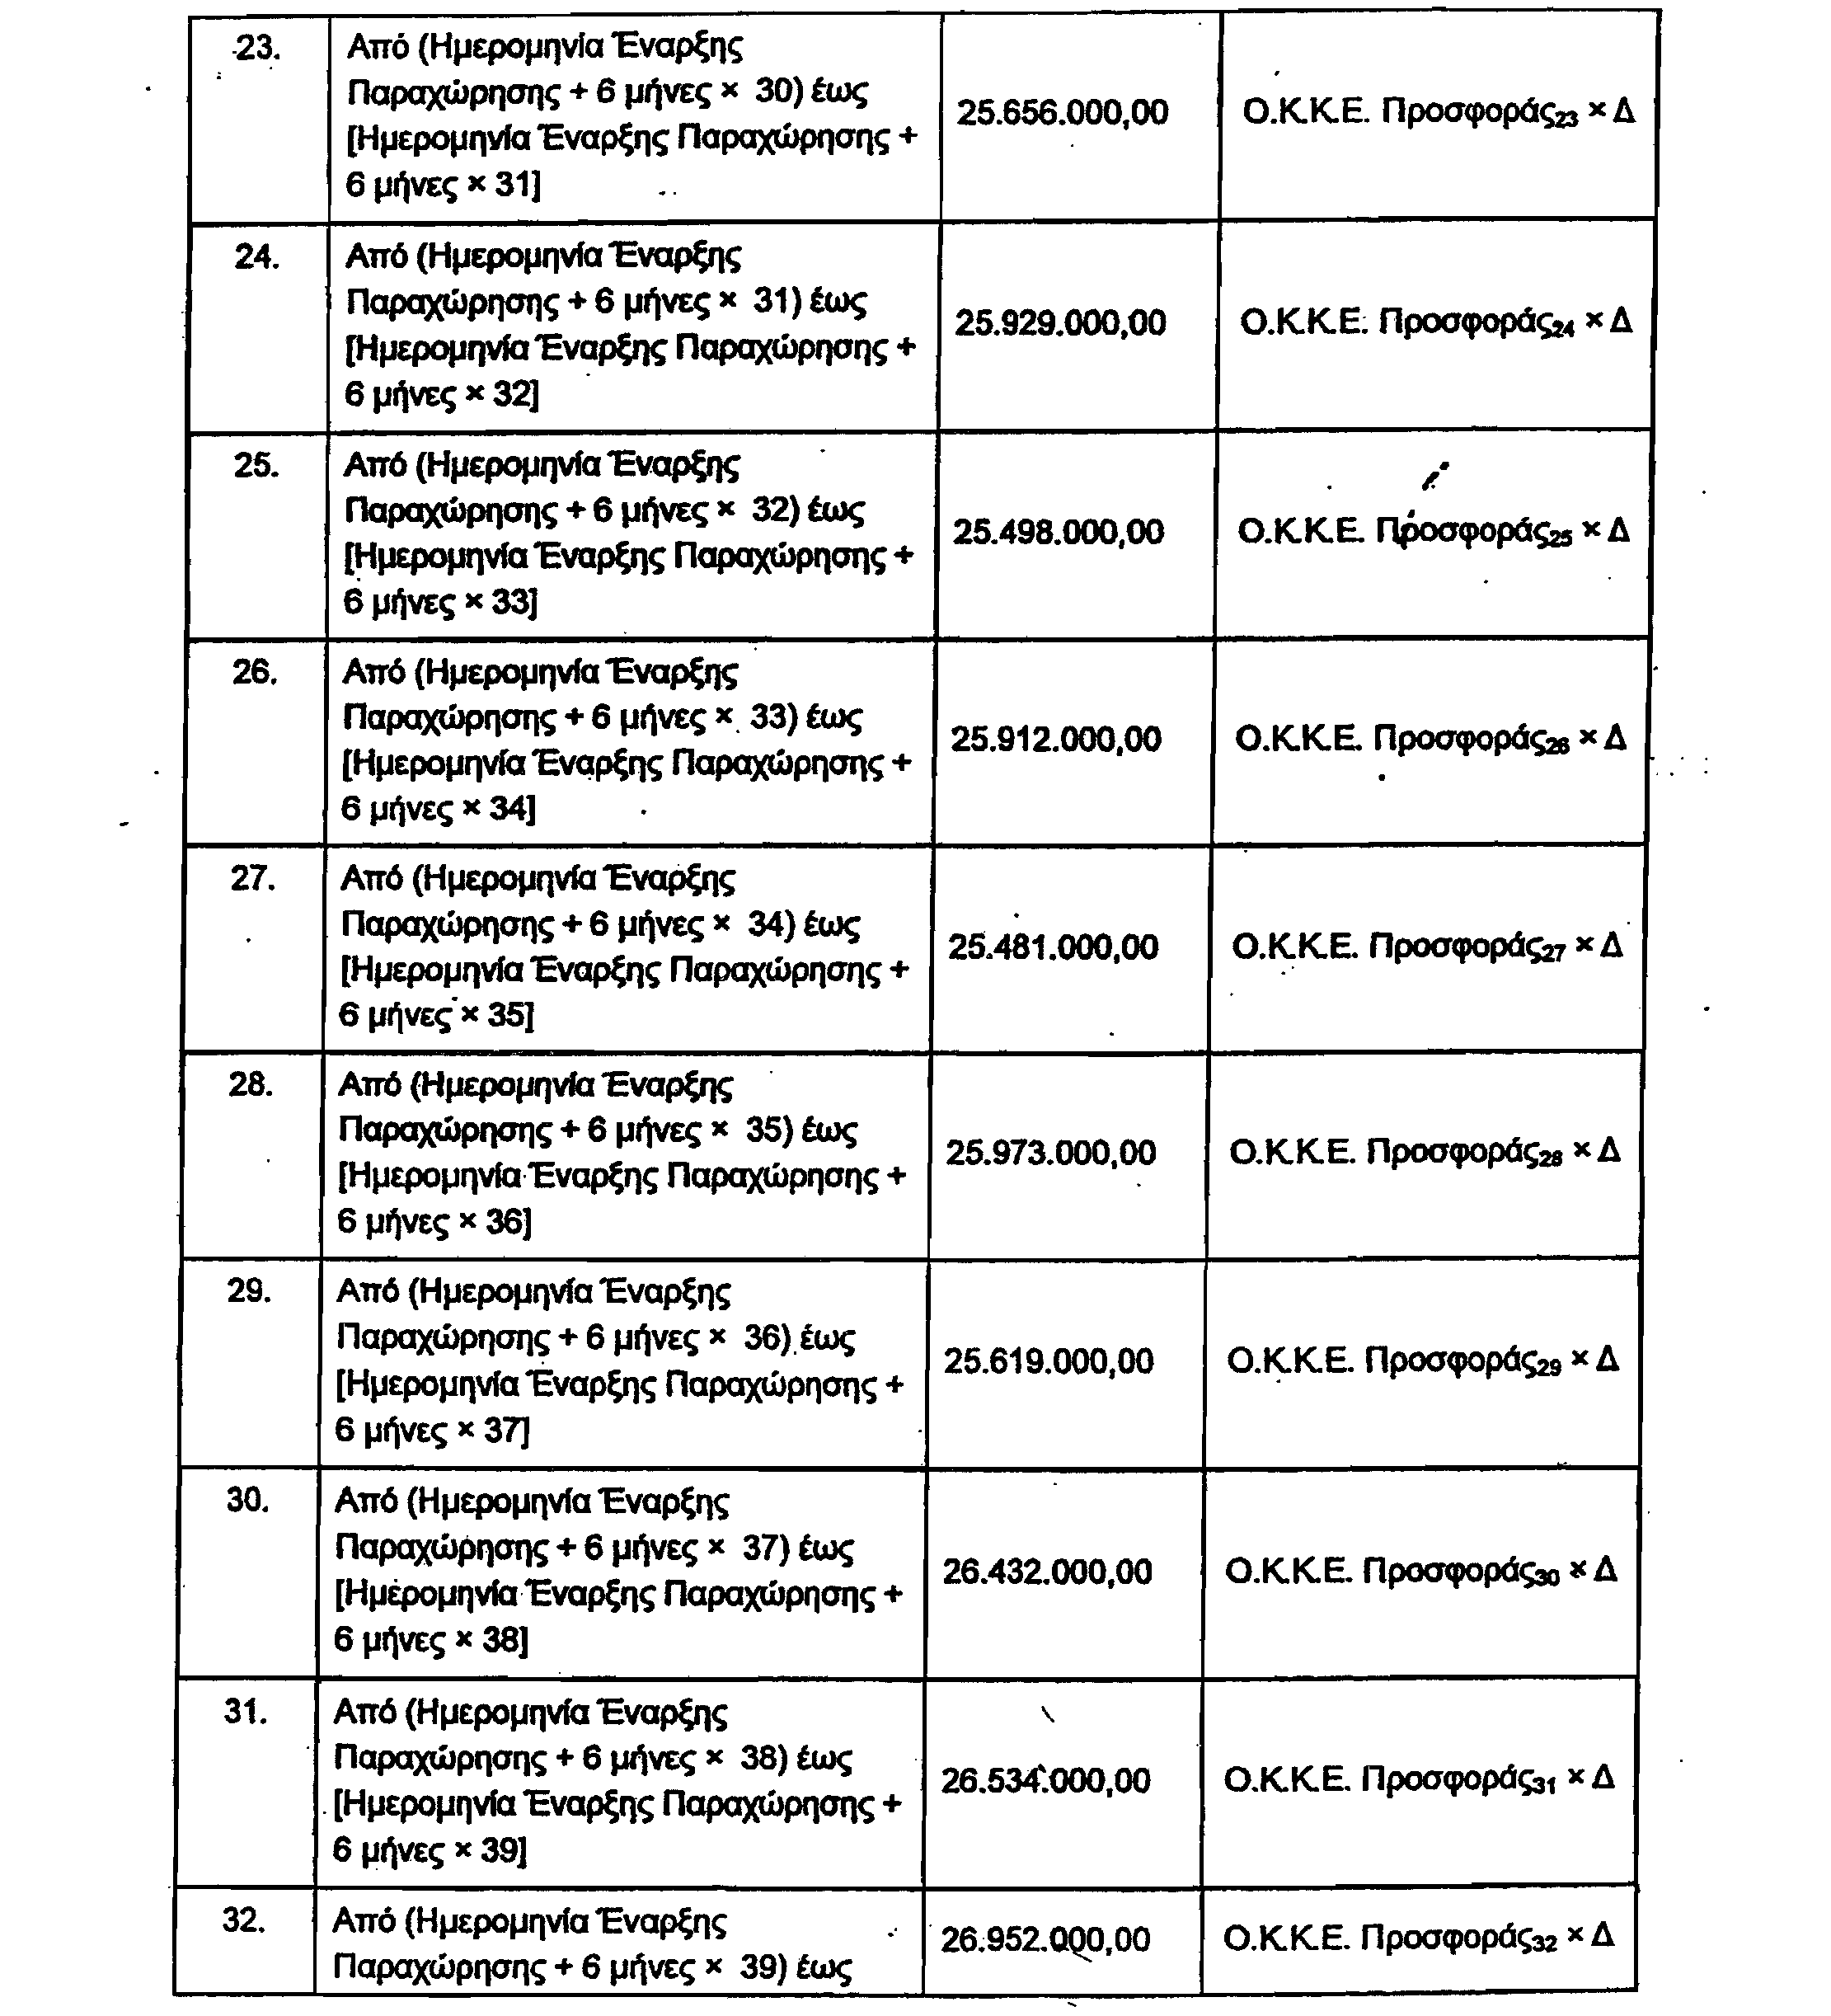 23. Από (Ημερομηνία Έναρξης
Παραχώρησης + 6 μήνες × 30) έως
[Ημερομηνία Έναρξης Παραχώρησης +
6 μήνες × 31]
25.656.000,00 Ο.Κ.Κ.Ε. Προσφοράς23 × Δ
24. Από (Ημερομηνία Έναρξης
Παραχώρησης + 6 μήνες × 31) έως
[Ημερομηνία Έναρξης Παραχώρησης +
6 μήνες × 32]
25.929.000,00 Ο.Κ.Κ.Ε. Προσφοράς24 × Δ
25. Από (Ημερομηνία Έναρξης
Παραχώρησης + 6 μήνες × 32) έως
[Ημερομηνία Έναρξης Παραχώρησης +
6 μήνες × 33]
25.498.000,00 Ο.Κ.Κ.Ε. Προσφοράς25 × Δ
26. Από (Ημερομηνία Έναρξης
Παραχώρησης + 6 μήνες × 33) έως
[Ημερομηνία Έναρξης Παραχώρησης +
6 μήνες × 34]
25.912.000,00 Ο.Κ.Κ.Ε. Προσφοράς26 × Δ
27. Από (Ημερομηνία Έναρξης
Παραχώρησης + 6 μήνες × 34) έως
[Ημερομηνία Έναρξης Παραχώρησης +
6 μήνες × 35]
25.481.000,00 Ο.Κ.Κ.Ε. Προσφοράς27 × Δ
28. Από (Ημερομηνία Έναρξης
Παραχώρησης + 6 μήνες × 35) έως
[Ημερομηνία Έναρξης Παραχώρησης +
6 μήνες × 36]
25.973.000,00 Ο.Κ.Κ.Ε. Προσφοράς28 × Δ
29. Από (Ημερομηνία Έναρξης
Παραχώρησης + 6 μήνες × 36) έως
[Ημερομηνία Έναρξης Παραχώρησης +
6 μήνες × 37]
25.619.000,00 Ο.Κ.Κ.Ε. Προσφοράς29 × Δ
30. Από (Ημερομηνία Έναρξης
Παραχώρησης + 6 μήνες × 37) έως
[Ημερομηνία Έναρξης Παραχώρησης +
6 μήνες × 38]
26.432.000,00 Ο.Κ.Κ.Ε. Προσφοράς30 × Δ
31. Από (Ημερομηνία Έναρξης
Παραχώρησης + 6 μήνες × 38) έως
[Ημερομηνία Έναρξης Παραχώρησης +
6 μήνες × 39]
26.534.000,00 Ο.Κ.Κ.Ε. Προσφοράς31 × Δ
32. Από (Ημερομηνία Έναρξης
Παραχώρησης + 6 μήνες × 39) έως
26.952.000,00 Ο.Κ.Κ.Ε. Προσφοράς32 × Δ